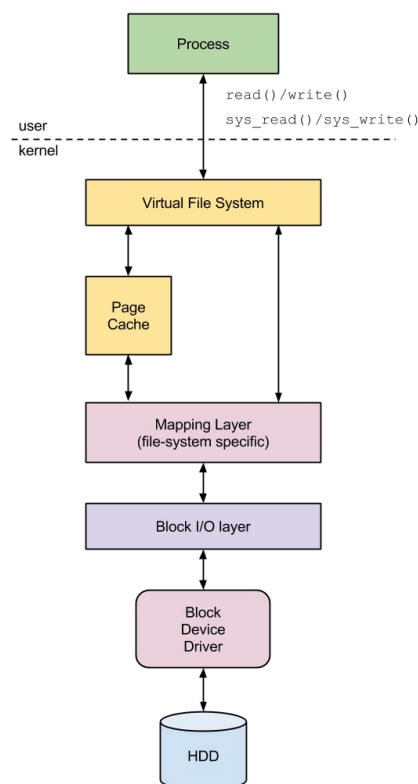 Process
read()/write()
sys_read()/sys_write()
user
kernel
Virtual File System
Page
Cache
Mapping Layer
(file-system specific)
Block I/O layer
Block
Device
Driver
HDD